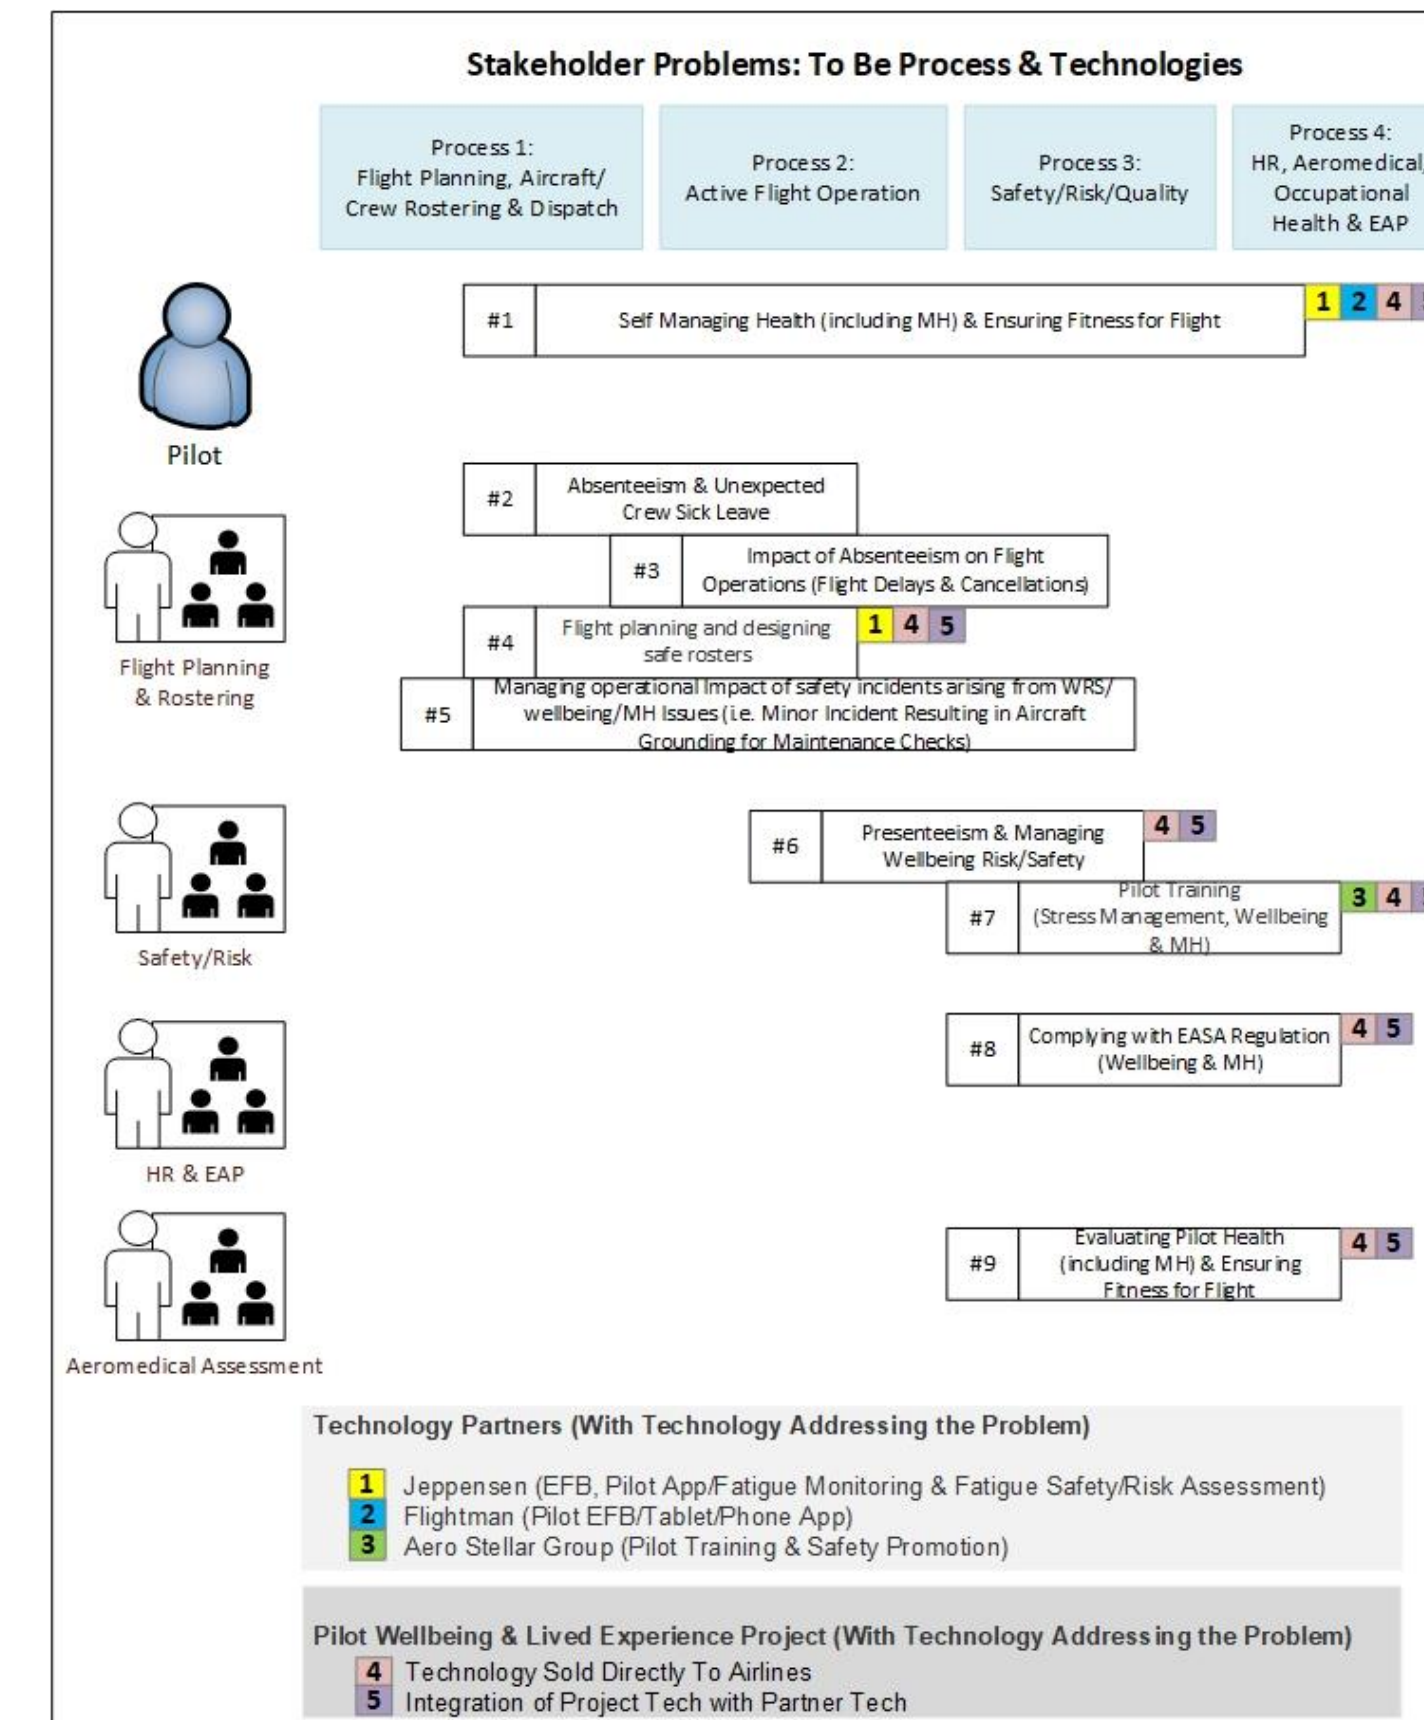 Stakeholder Problems: To Be Process & Technologies
Process 1:
Flight Planning, Aircraft/
Crew Rostering & Dispatch
Process 2:
Active Flight Operation
Process 3:
Safety/Risk/Quality
Process 4:
HR, Aeromedical,
Occupational
Health & EAP
#1
Self Managing Health (including MH) & Ensuring Fitness for Flight
1 2 4
Pilot
#2
Absenteeism & Unexpected
Crew Sick Leave
#3
Impact of Absenteeism on Flight
Operations (Flight Delays & Cancellations)
#4
Flight planning and designing
safe rosters
1 4 5
Flight Planning
& Rostering
#5
Managing operational Impact of safety incidents arising from WRS/
wellbeing/MH Issues (i.e. Minor Incident Resulting in Aircraft
Grounding for Maintenance Checks)
#6
Presenteeism & Managing
Wellbeing Risk/Safety
4 5
#7
Pilot Training
(Stress Management, Wellbeing
& MH)
3 4
Safety/Risk
#8
Complying with EASA Regulation
(Wellbeing & MH)
4 5
HR & EAP
#9
Evaluating Pilot Health
(including MH) & Ensuring
Fitness for Flight
4 5
Aeromedical Assessment
Technology Partners (With Technology Addressing the Problem)
1 Jeppensen (EFB, Pilot App/Fatigue Monitoring & Fatigue Safety/Risk Assessment)
2 Flightman (Pilot EFB/Tablet/Phone App)
3 Aero Stellar Group (Pilot Training & Safety Promotion)
Pilot Wellbeing & Lived Experience Project (With Technology Addressing the Problem)
4 Technology Sold Directly To Airlines
5 Integration of Project Tech with Partner Tech